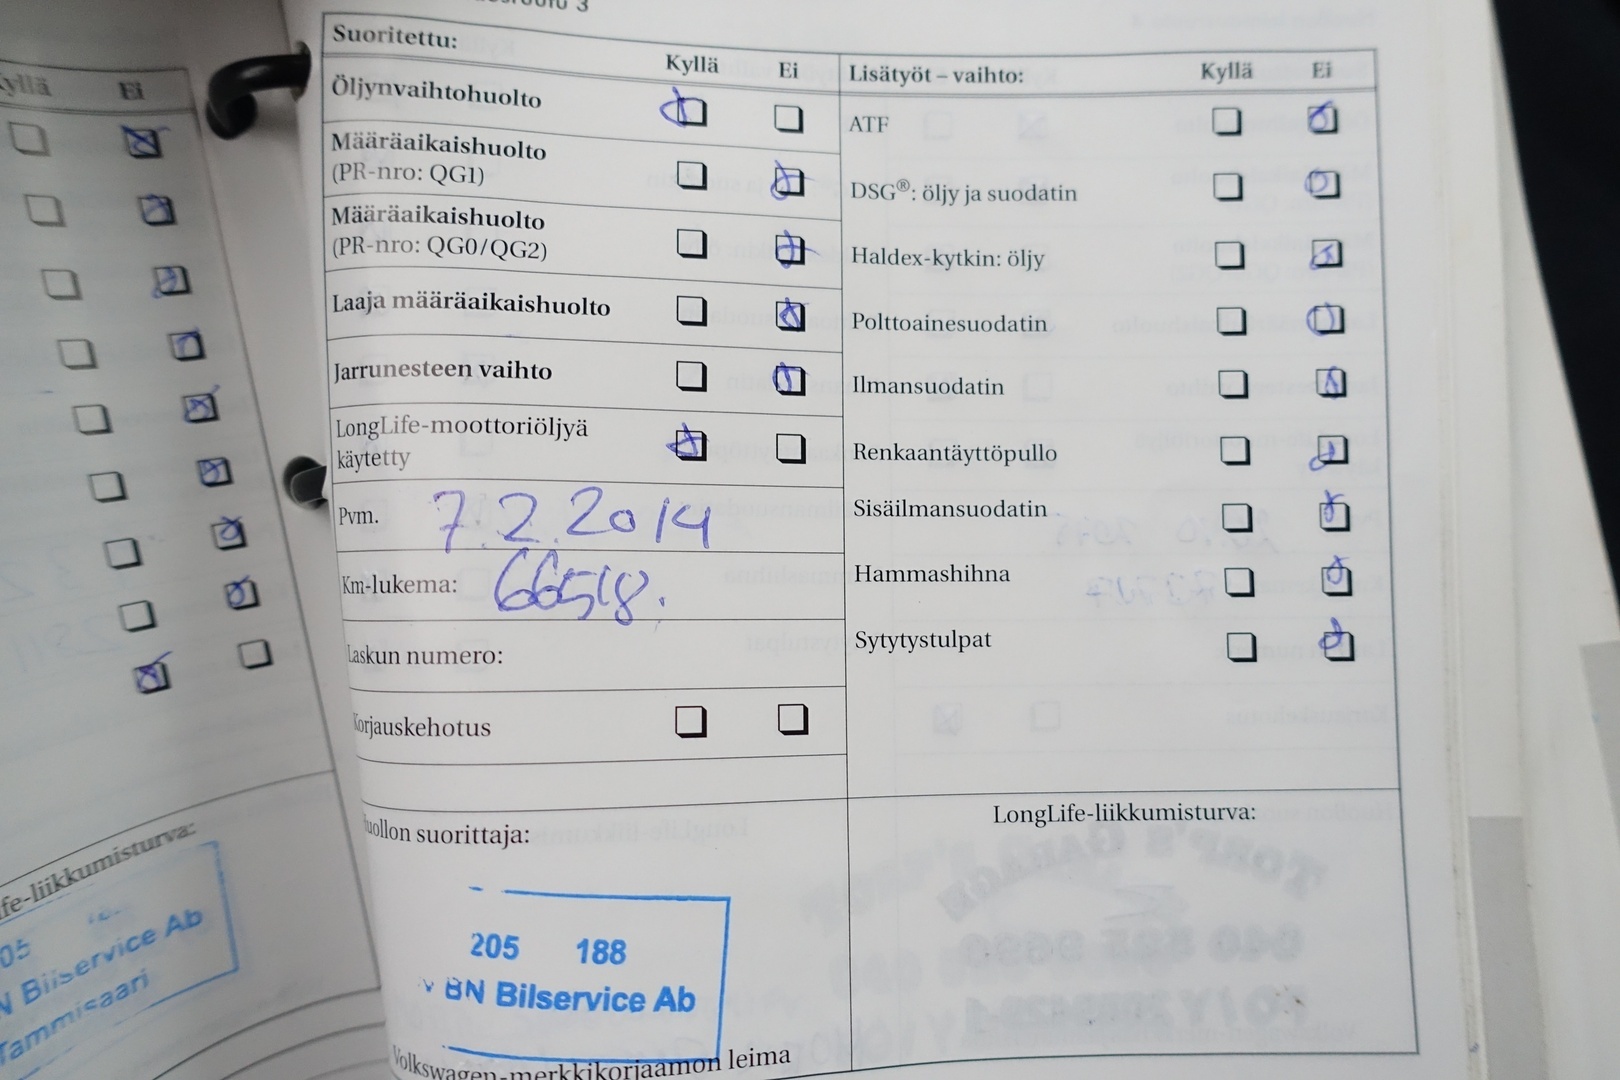 Kyllä Ei
fe-liikkumisturva:
05
N Bilservice Ab
Tammisaari
3
Suoritettu: Kyllä Ei
Öljynvaihtohuolto
Määräaikaishuolto
(PR-nro: QG1)
Määräaikaishuolto
(PR-nro: QG0/QG2)
Laaja määräaikaishuolto
Jarrunesteen vaihto
LongLife-moottoriöljyä
käytetty
Pvm. 7.2.2014
Km-lukema: 66518.
Laskun numero:
Korjauskehotus
Huollon suorittaja:
205 188
BN Bilservice Ab
Volkswagen-merkkikorjaamon leima
Lisätyöt – vaihto: Kyllä Ei
ATF
DSG®: öljy ja suodatin
Haldex-kytkin: öljy
Polttoainesuodatin
Ilmansuodatin
Renkaantäyttöpullo
Sisäilmansuodatin
Hammashihna
Sytytystulpat
LongLife-liikkumisturva: